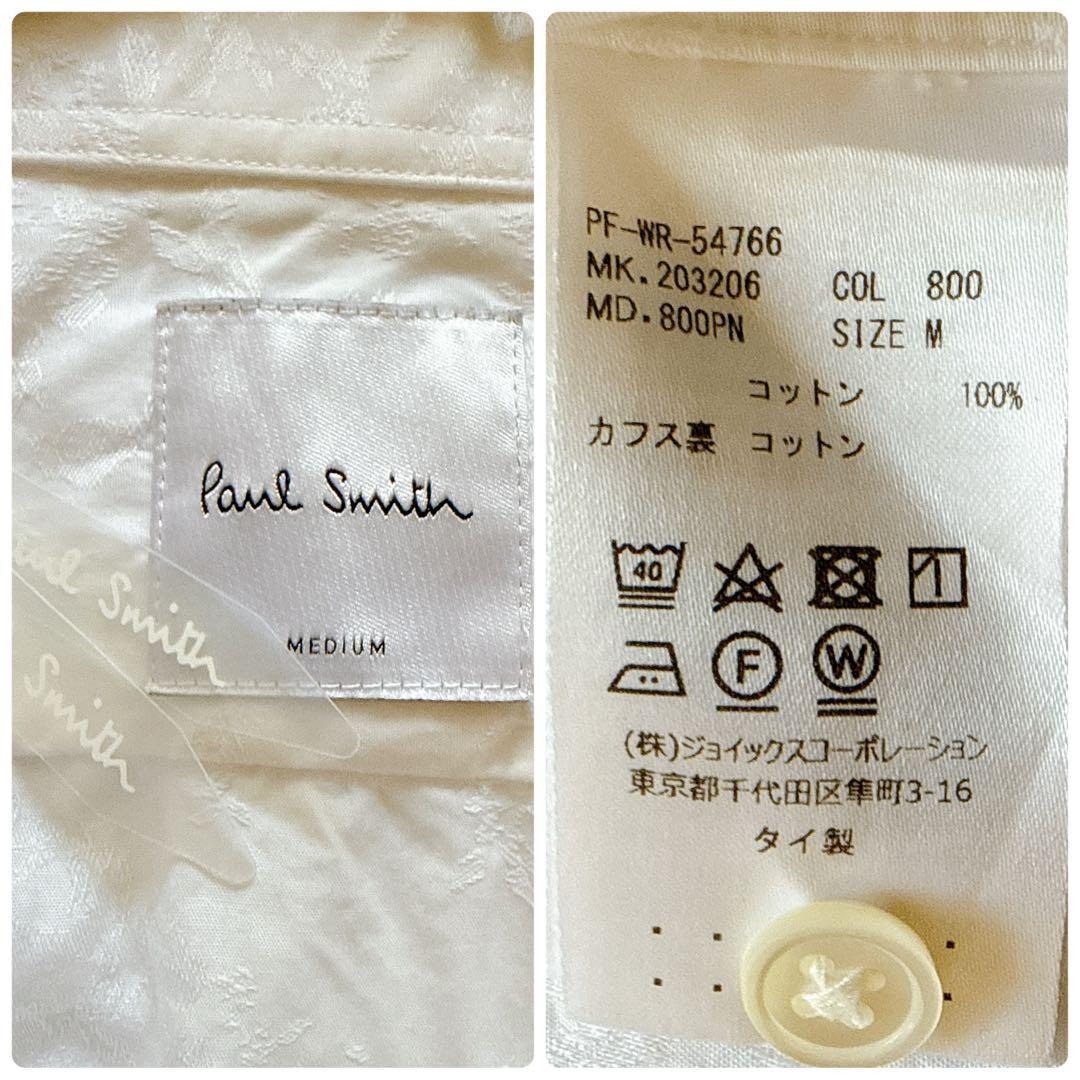 Paul Smith
MEDIUM
Paul Smith
Smith
PF-WR-54766
MK.203206 COL 800
MD.800PN SIZE M
コットン 100%
カフス裏 コットン
40
F W
(株)ジョイックスコーポレーション
東京都千代田区隼町3-16
タイ製